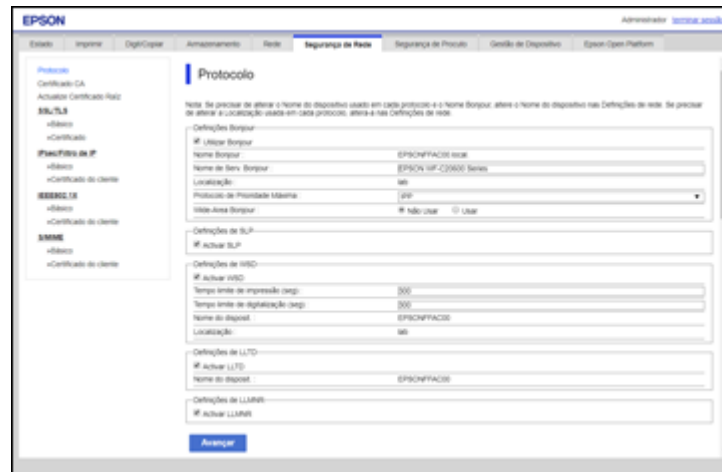 EPSON
Administrador terminar sessão
Estado Imprimir Digit/Copiar Armazenamento Rede Segurança de Rede Segurança de Produto Gestão de Dispositivo Epson Open Platform
Protocolo
Certificado CA
Actualizar Certificado Raiz
SSL/TLS
»Básico
»Certificado
IPsec/Filtro de IP
»Básico
»Certificado do cliente
IEEE802.1X
»Básico
»Certificado do cliente
S/MIME
»Básico
»Certificado do cliente
Protocolo
Nota: Se precisar de alterar o Nome do dispositivo usado em cada protocolo e o Nome Bonjour, altere o Nome do dispositivo nas Definições de rede. Se precisar
de alterar a Localização usada em cada protocolo, altere-a nas Definições de rede.
Definições Bonjour
Utilizar Bonjour
Nome Bonjour : EPSONFFAC00.local.
Nome de Serv. Bonjour : EPSON WF-C20600 Series
Localização : lab
Protocolo de Prioridade Máxima : IPP
Wide-Area Bonjour : Não Usar Usar
Definições de SLP
Activar SLP
Definições de WSD
Activar WSD
Tempo limite de impressão (seg) : 300
Tempo limite de digitalização (seg) : 300
Nome do disposit. : EPSONFFAC00
Localização : lab
Definições de LLTD
Activar LLTD
Nome do disposit. : EPSONFFAC00
Definições de LLMNR
Activar LLMNR
Avançar